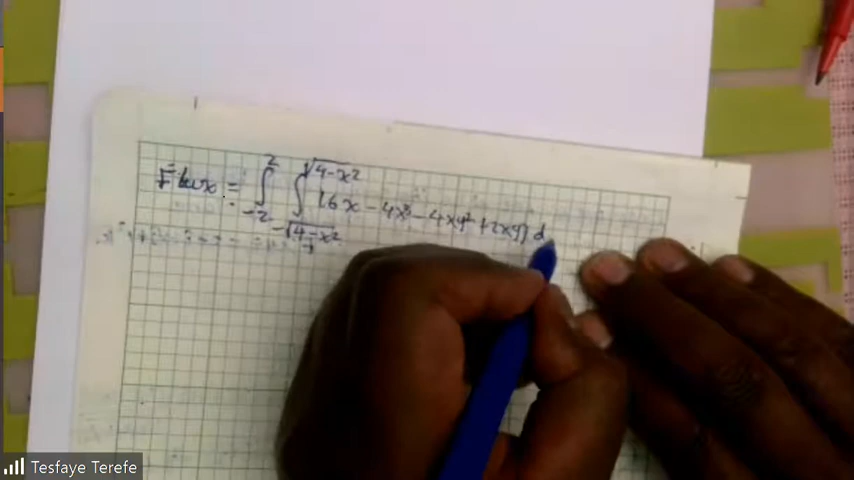 Flux = ∫_{-2}^{2} ∫_{-√(4-x²)}^{√(4-x²)} 16x - 4x³ - 4xy² + 2xy) d
Tesfaye Terefe